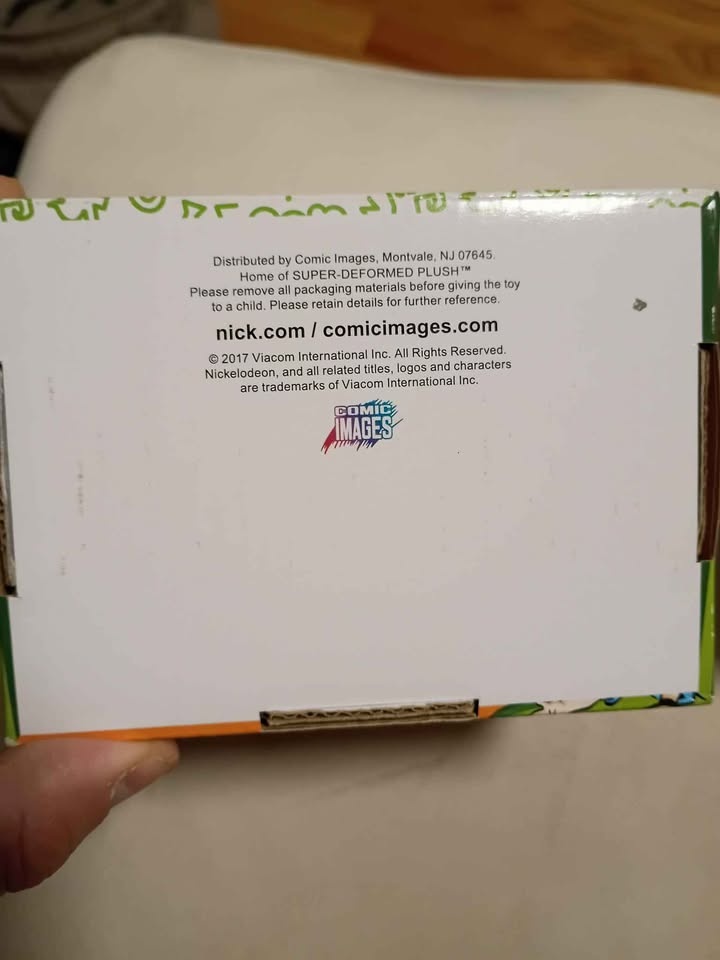 Distributed by Comic Images, Montvale, NJ 07645.
Home of SUPER-DEFORMED PLUSH™
Please remove all packaging materials before giving the toy
to a child. Please retain details for further reference.
nick.com / comicimages.com
© 2017 Viacom International Inc. All Rights Reserved.
Nickelodeon, and all related titles, logos and characters
are trademarks of Viacom International Inc.
COMIC
IMAGES